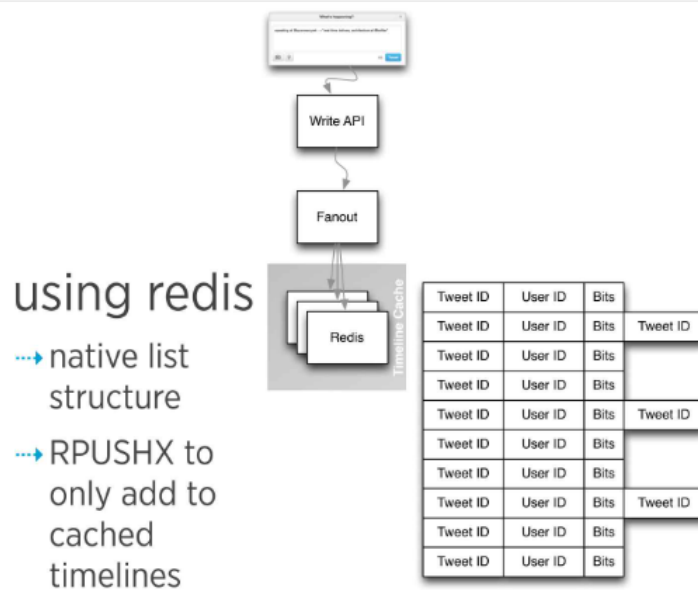 What's happening?
Write API
Fanout
using redis
native list
structure
RPUSHX to
only add to
cached
timelines
Redis
Timeline Cache
Tweet ID User ID Bits
Tweet ID User ID Bits Tweet ID
Tweet ID User ID Bits
Tweet ID User ID Bits
Tweet ID User ID Bits Tweet ID
Tweet ID User ID Bits
Tweet ID User ID Bits
Tweet ID User ID Bits Tweet ID
Tweet ID User ID Bits
Tweet ID User ID Bits